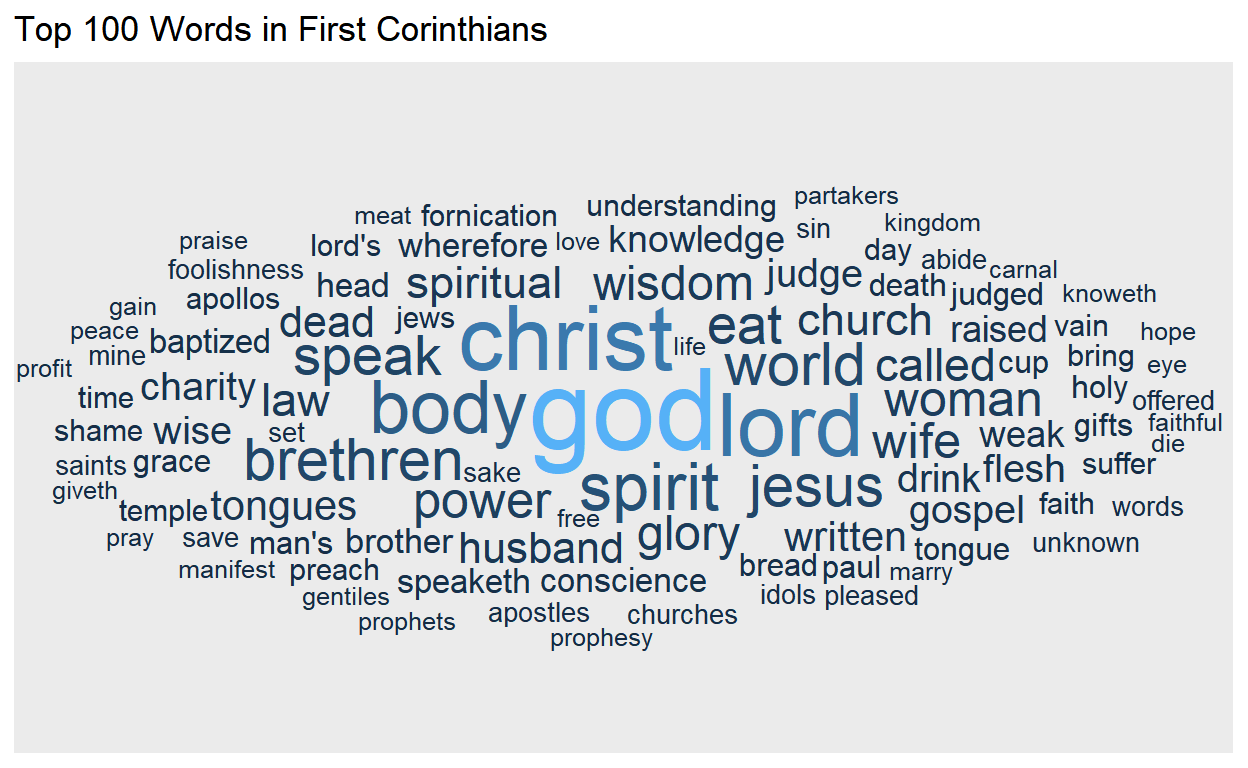 Top 100 Words in First Corinthians
partakers
understanding
meat fornication
kingdom
sin
praise
lord's wherefore love knowledge
day
abide
foolishness
carnal
head spiritual wisdom judge death
judged
knoweth
gain
apollos
dead jews christ eat church raised vain hope
peace
baptized
life
mine
speak
world called cup bring eye
profit
time charity law body god lord woman holy offered
faithful
shame wise set
wife weak gifts
die
saints grace brethren sake
drink flesh suffer
giveth
spirit jesus
temple tongues power free
gospel faith words
pray save man's brother husband glory written tongue unknown
manifest preach speaketh conscience bread paul marry
gentiles
idols pleased
prophets apostles churches
prophesy